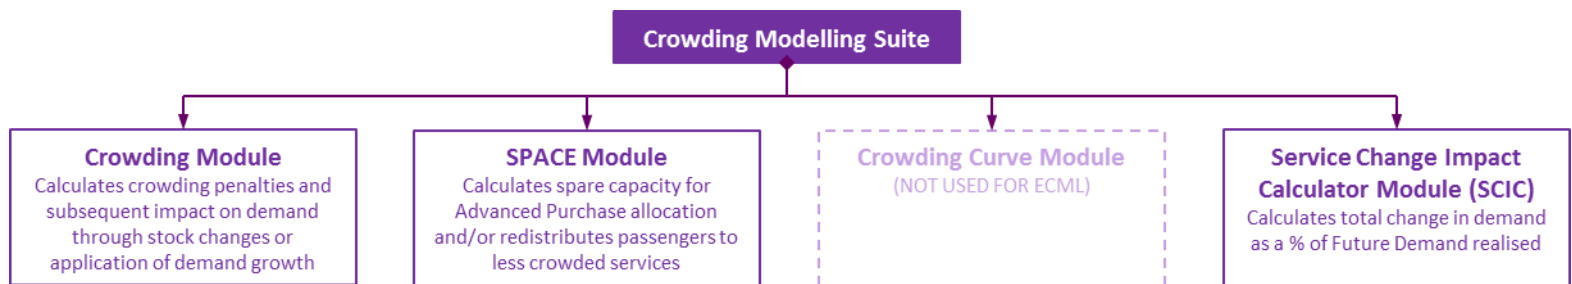 Crowding Modelling Suite
Crowding Module
Calculates crowding penalties and
subsequent impact on demand
through stock changes or
application of demand growth
SPACE Module
Calculates spare capacity for
Advanced Purchase allocation
and/or redistributes passengers to
less crowded services
Crowding Curve Module
(NOT USED FOR ECML)
Service Change Impact
Calculator Module (SCIC)
Calculates total change in demand
as a % of Future Demand realised